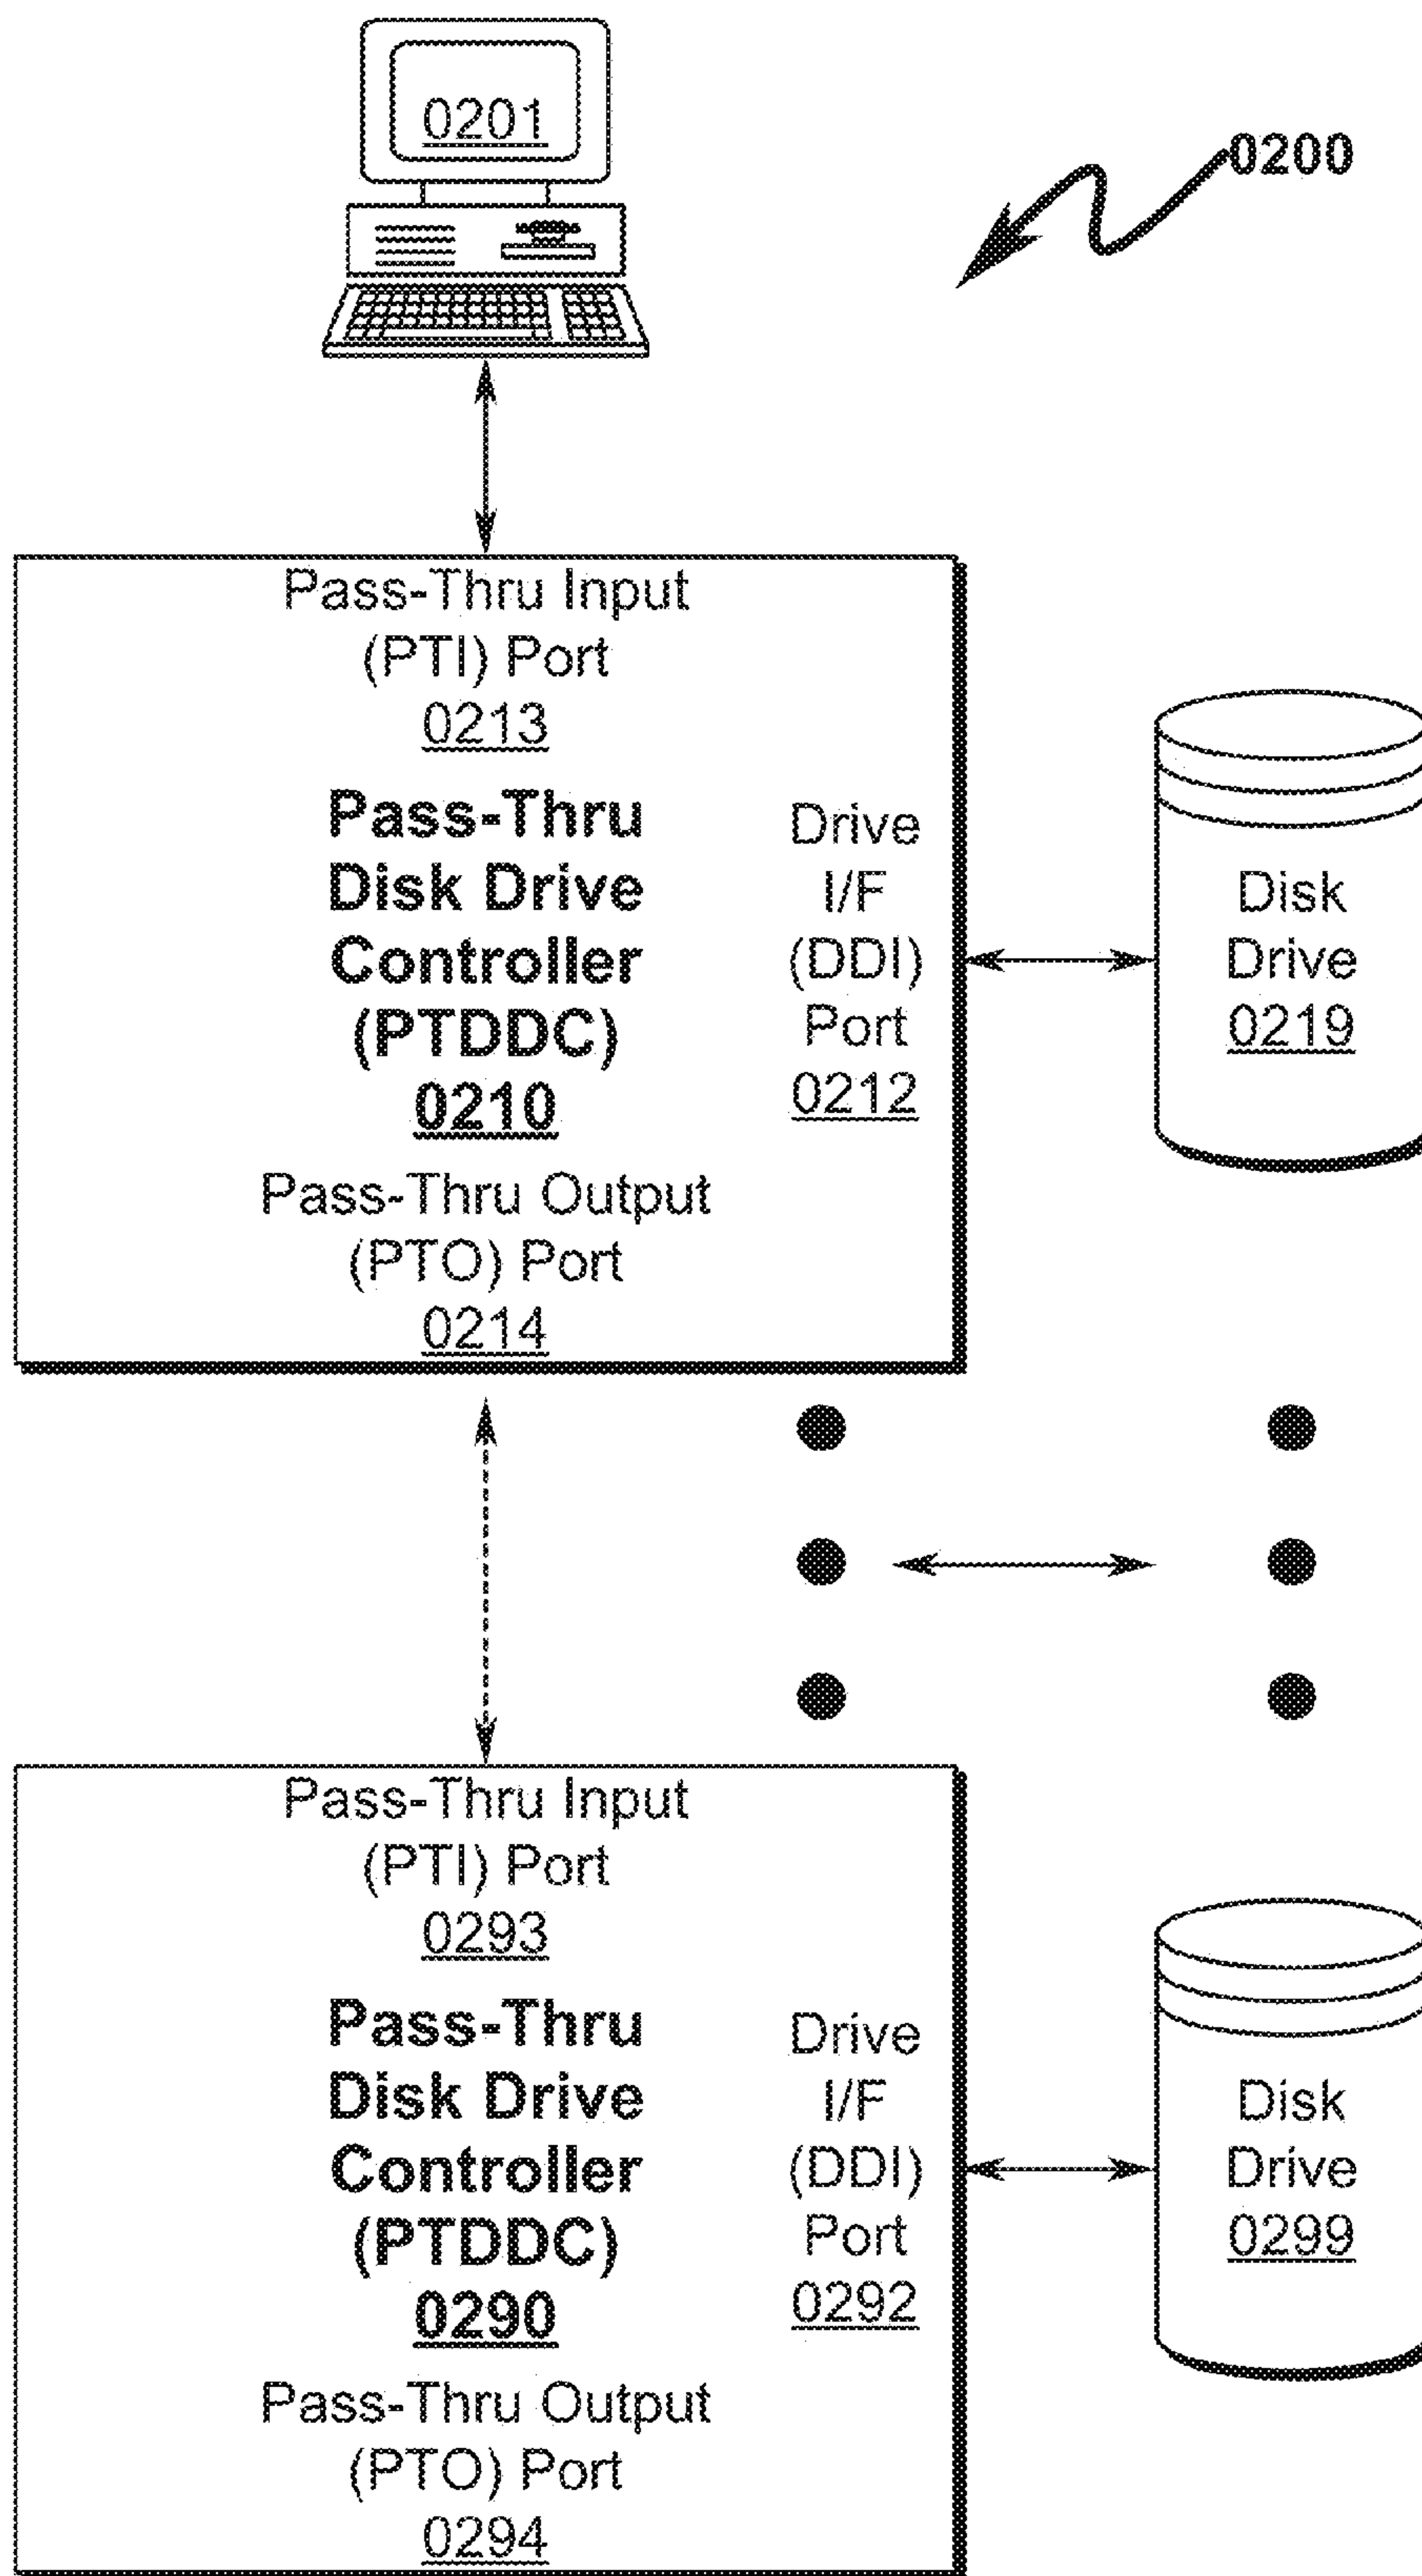 0201
0200
Pass-Thru Input
(PTI) Port
0213
Pass-Thru
Disk Drive
Controller
(PTDDC)
0210
Pass-Thru Output
(PTO) Port
0214
Drive
I/F
(DDI)
Port
0212
Disk
Drive
0219
Pass-Thru Input
(PTI) Port
0293
Pass-Thru
Disk Drive
Controller
(PTDDC)
0290
Pass-Thru Output
(PTO) Port
0294
Drive
I/F
(DDI)
Port
0292
Disk
Drive
0299